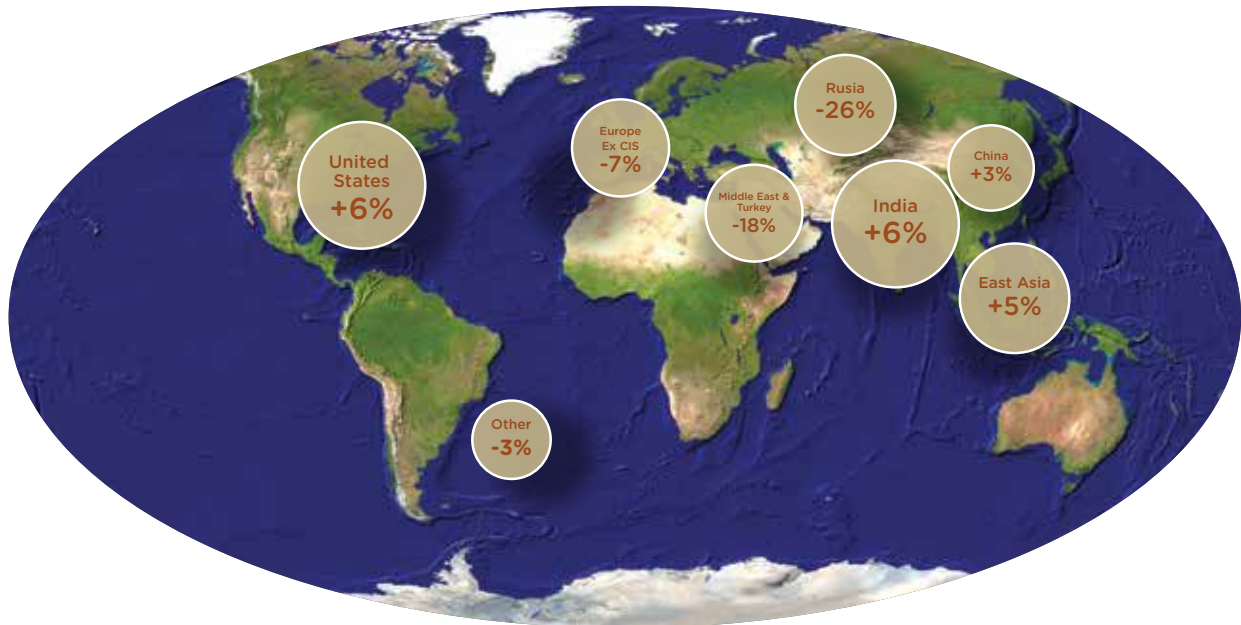 United
States
+6%
Europe
Ex CIS
-7%
Rusia
-26%
China
+3%
Middle East &
Turkey
-18%
India
+6%
East Asia
+5%
Other
-3%